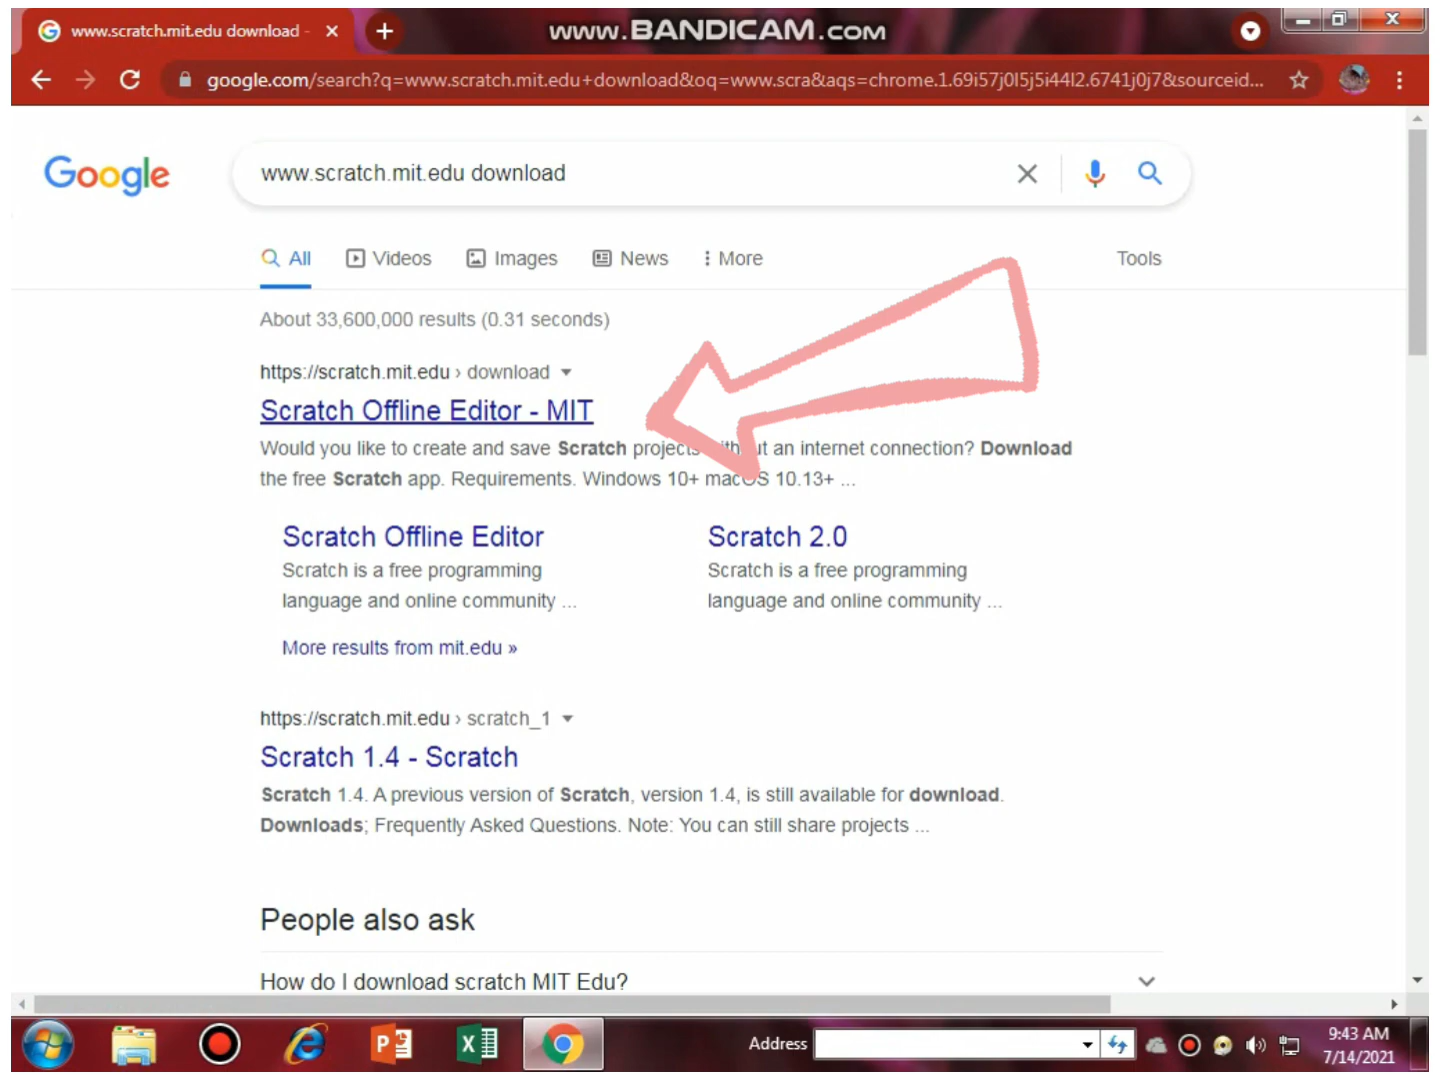 www.scratch.mit.edu download -
www.BANDICAM.com
google.com/search?q=www.scratch.mit.edu+download&oq=www.scra&aqs=chrome.1.69i57j0l5j5i44l2.6741j0j7&sourceid...
Google
www.scratch.mit.edu download
All
Videos
Images
News
More
Tools
About 33,600,000 results (0.31 seconds)
https://scratch.mit.edu › download
Scratch Offline Editor - MIT
Would you like to create and save Scratch projects without an internet connection? Download
the free Scratch app. Requirements. Windows 10+ macOS 10.13+ ...
Scratch Offline Editor
Scratch is a free programming
language and online community ...
Scratch 2.0
Scratch is a free programming
language and online community ...
More results from mit.edu »
https://scratch.mit.edu › scratch_1
Scratch 1.4 - Scratch
Scratch 1.4. A previous version of Scratch, version 1.4, is still available for download.
Downloads; Frequently Asked Questions. Note: You can still share projects ...
People also ask
How do I download scratch MIT Edu?
Address
9:43 AM
7/14/2021